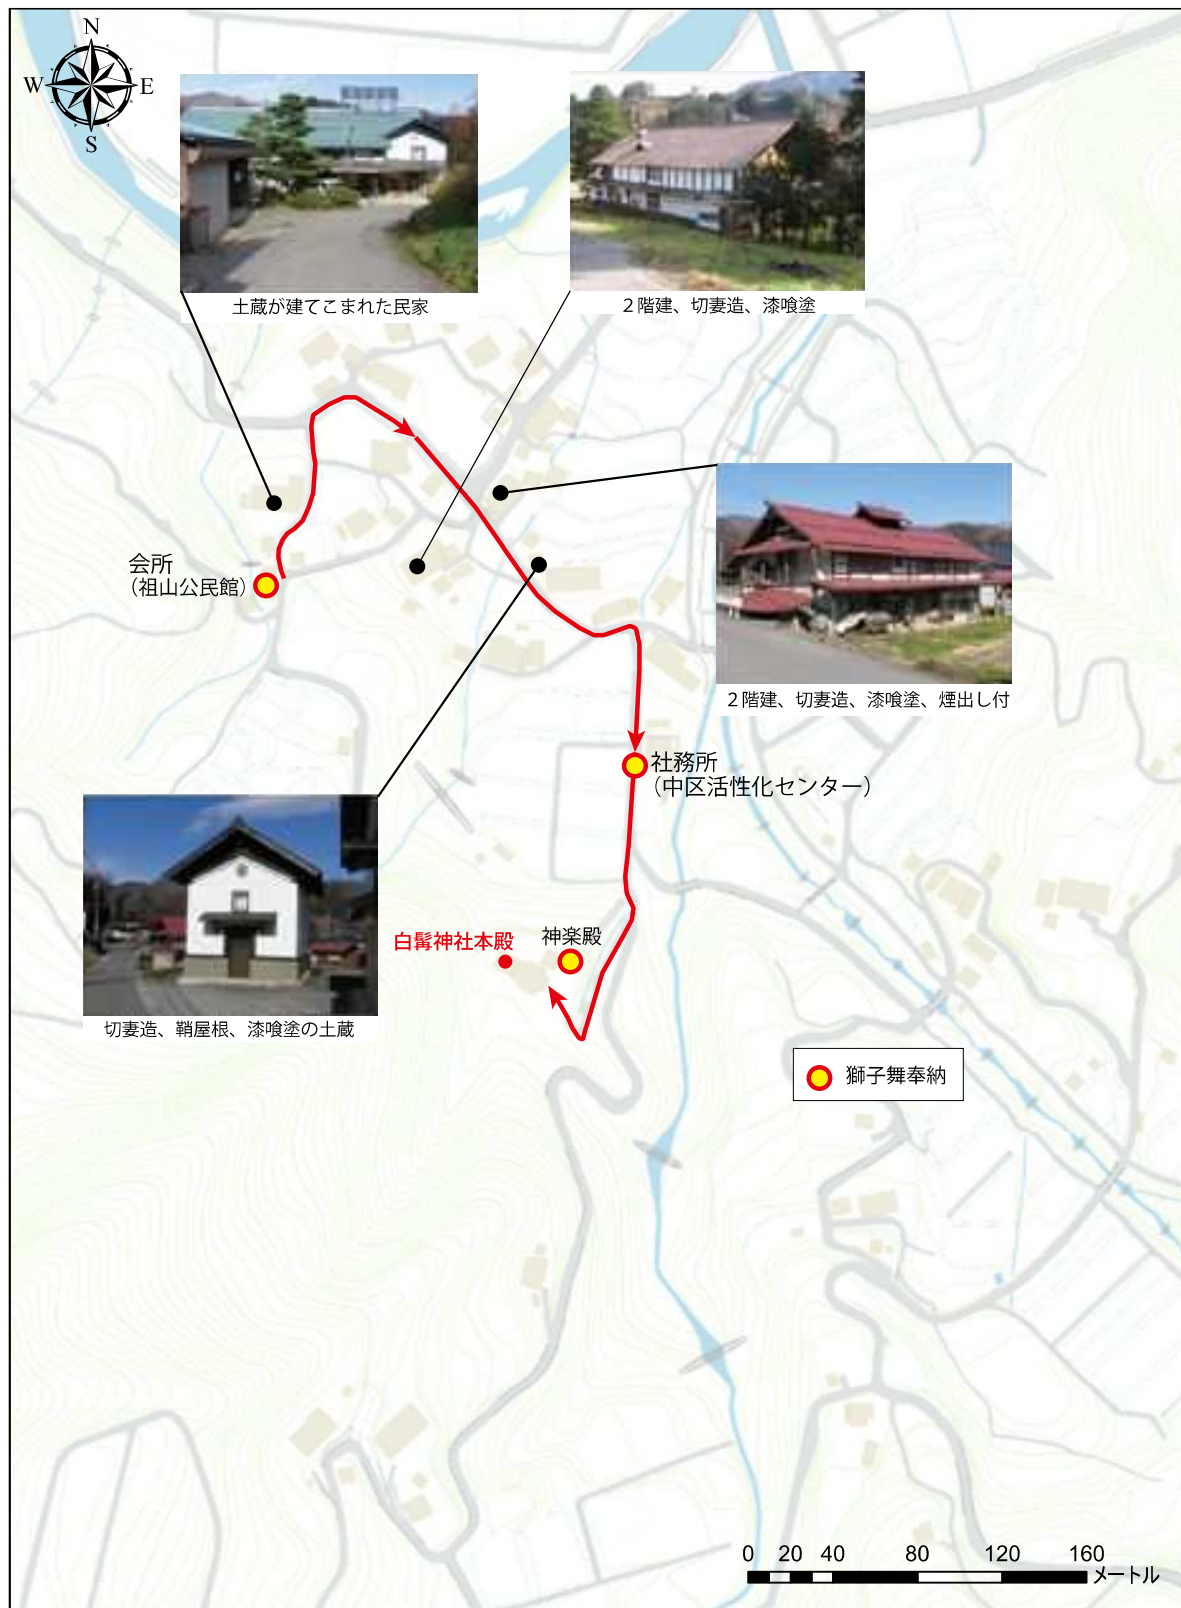 N
W
E
S
土蔵が建てこまれた民家
２階建、切妻造、漆喰塗
会所
（祖山公民館）
２階建、切妻造、漆喰塗、煙出し付
社務所
（中区活性化センター）
切妻造、鞘屋根、漆喰塗の土蔵
白髯神社本殿
神楽殿
獅子舞奉納
0 20 40 80 120 160
メートル